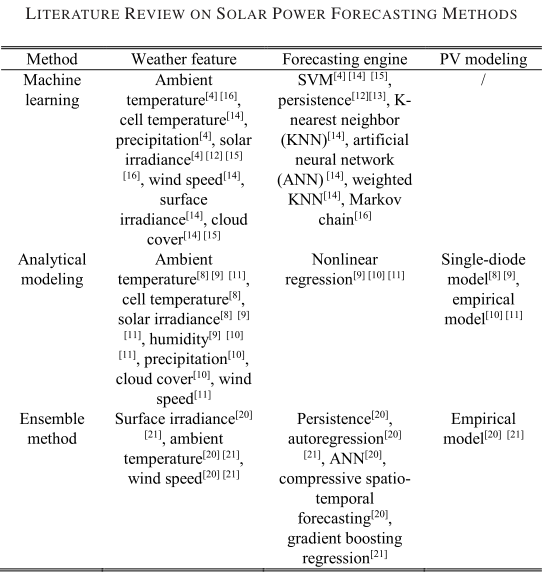 LITERATURE REVIEW ON SOLAR POWER FORECASTING METHODS
Method Weather feature Forecasting engine PV modeling
Machine learning
Ambient
temperature[4] [16],
cell temperature[14],
precipitation[4], solar
irradiance[4] [12] [15]
[16], wind speed[14],
surface
irradiance[14], cloud
cover[14] [15]
SVM[4] [14] [15],
persistence[12][13], K-
nearest neighbor
(KNN)[14], artificial
neural network
(ANN) [14], weighted
KNN[14], Markov
chain[16]
/
Analytical
modeling
Ambient
temperature[8] [9] [11],
cell temperature[8],
solar irradiance[8] [9]
[11], humidity[9] [10]
[11], precipitation[10],
cloud cover[10], wind
speed[11]
Nonlinear
regression[9] [10] [11]
Single-diode
model[8] [9],
empirical
model[10] [11]
Ensemble
method
Surface irradiance[20]
[21], ambient
temperature[20] [21],
wind speed[20] [21]
Persistence[20],
autoregression[20]
[21], ANN[20],
compressive spatio-
temporal
forecasting[20],
gradient boosting
regression[21]
Empirical
model[20] [21]